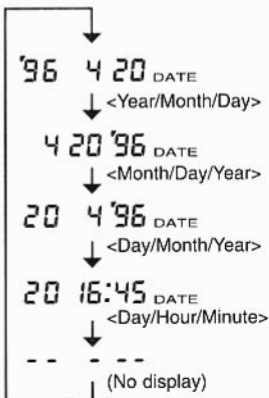 '96 4 20 DATE
<Year/Month/Day>
4 20 '96 DATE
<Month/Day/Year>
20 4 '96 DATE
<Day/Month/Year>
20 16:45 DATE
<Day/Hour/Minute>
-- - --
(No display)